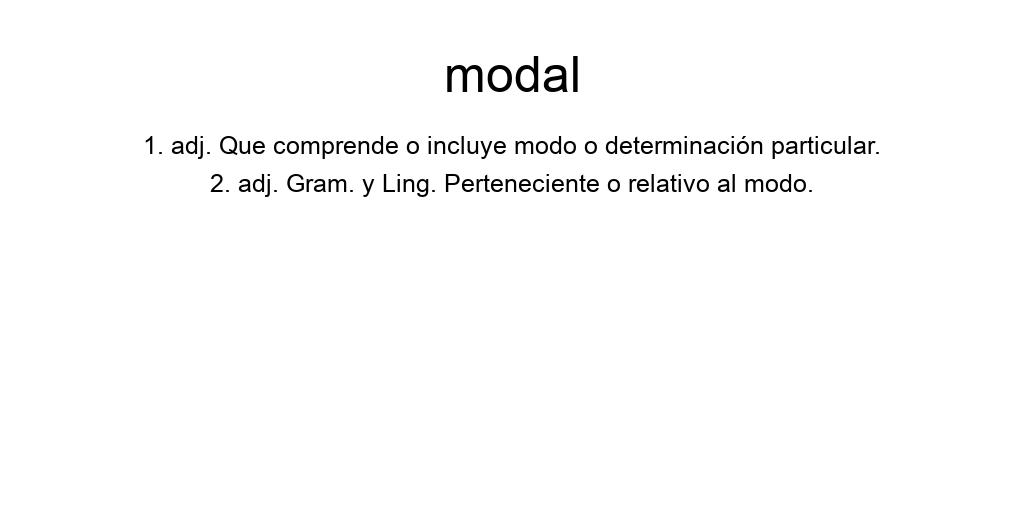 modal
1. adj. Que comprende o incluye modo o determinación particular.
2. adj. Gram. y Ling. Perteneciente o relativo al modo.